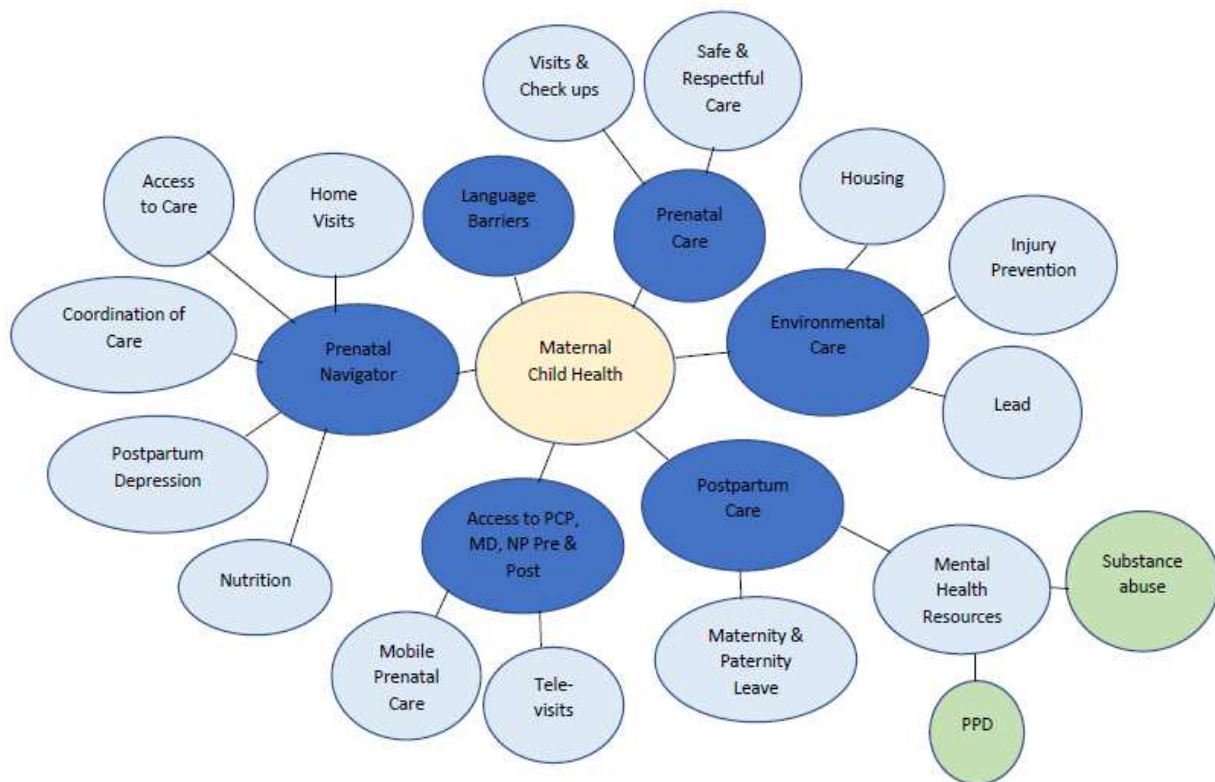 Visits &
Check ups
Safe &
Respectful
Care
Access
to Care
Home
Visits
Language
Barriers
Prenatal
Care
Housing
Injury
Prevention
Coordination of
Care
Prenatal
Navigator
Maternal
Child Health
Environmental
Care
Lead
Postpartum
Depression
Nutrition
Access to PCP,
MD, NP Pre &
Post
Postpartum
Care
Mobile
Prenatal
Care
Tele-
visits
Maternity &
Paternity
Leave
Mental
Health
Resources
Substance
abuse
PPD